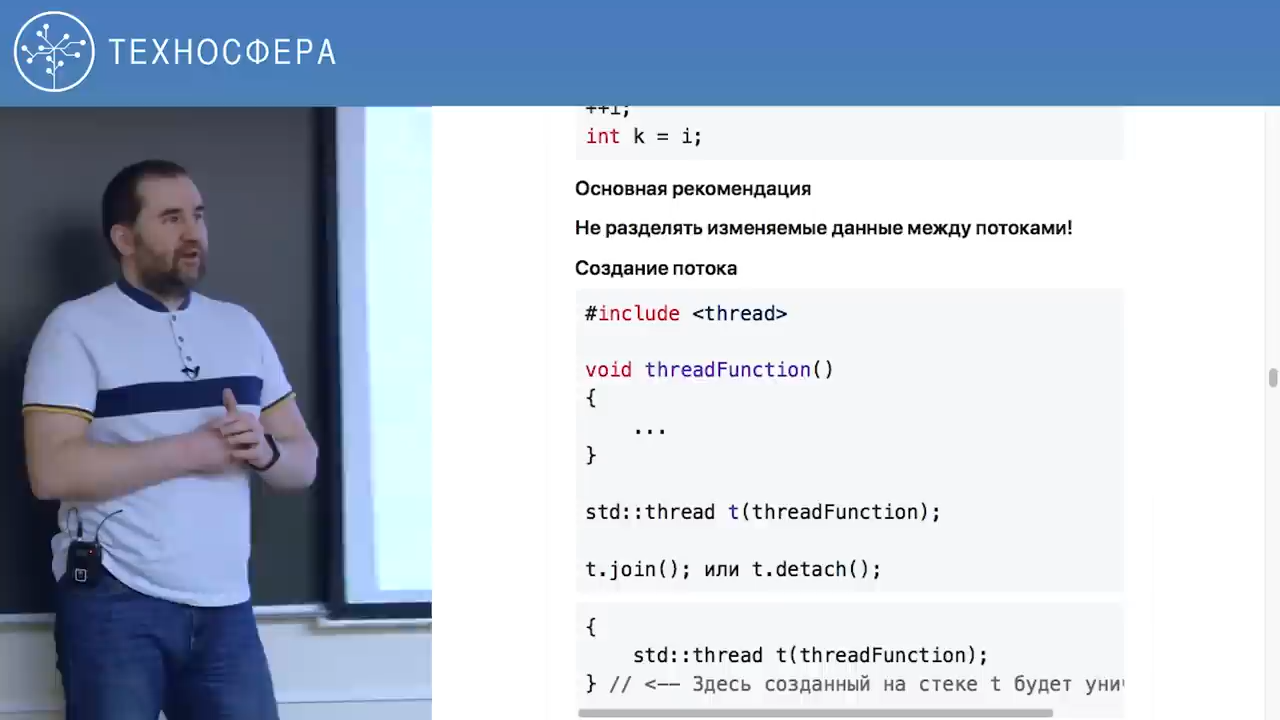 ТЕХНОСФЕРА
++i;
int k = i;
Основная рекомендация
Не разделять изменяемые данные между потоками!
Создание потока
#include <thread>
void threadFunction()
{
...
}
std::thread t(threadFunction);
t.join(); или t.detach();
{
std::thread t(threadFunction);
} // <—— Здесь созданный на стеке t будет